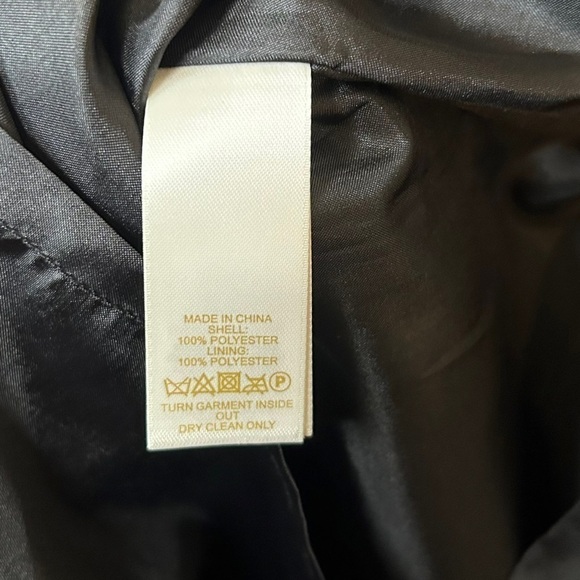 MADE IN CHINA
SHELL:
100% POLYESTER
LINING:
100% POLYESTER
P
TURN GARMENT INSIDE
OUT
DRY CLEAN ONLY